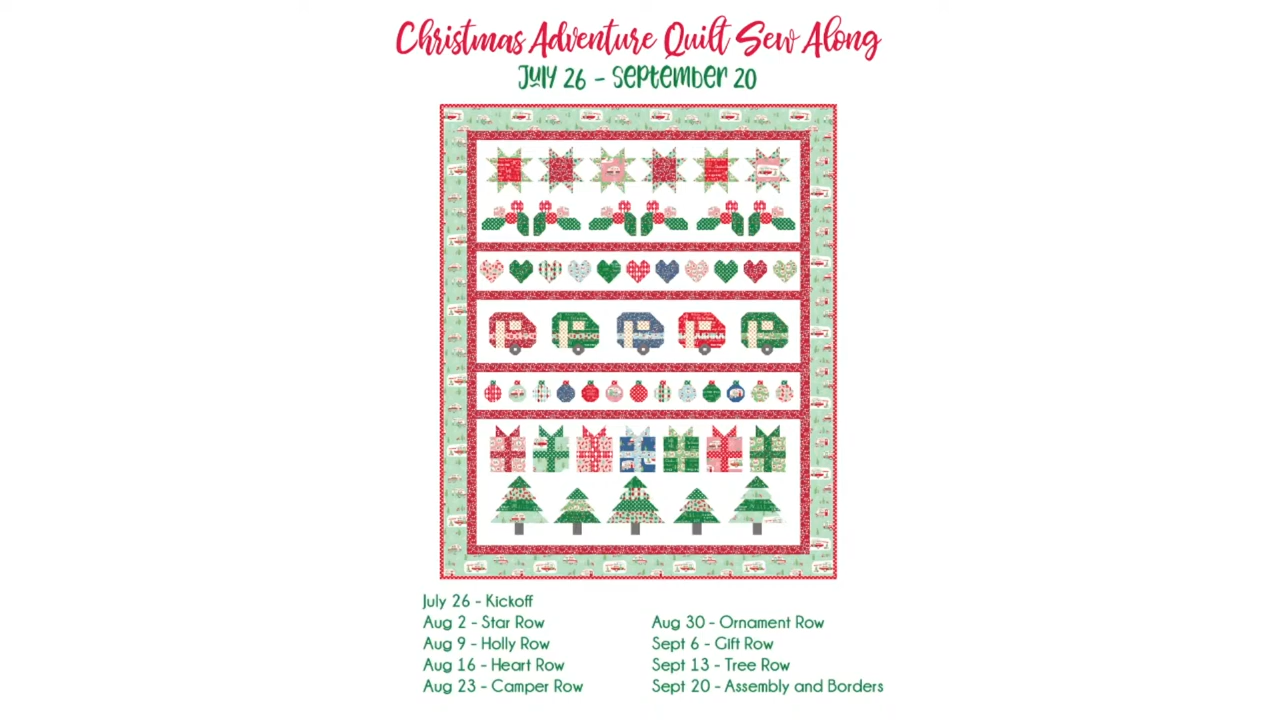 Christmas Adventure Quilt Sew Along
July 26 - September 20
July 26 - Kickoff
Aug 2 - Star Row
Aug 9 - Holly Row
Aug 16 - Heart Row
Aug 23 - Camper Row
Aug 30 - Ornament Row
Sept 6 - Gift Row
Sept 13 - Tree Row
Sept 20 - Assembly and Borders